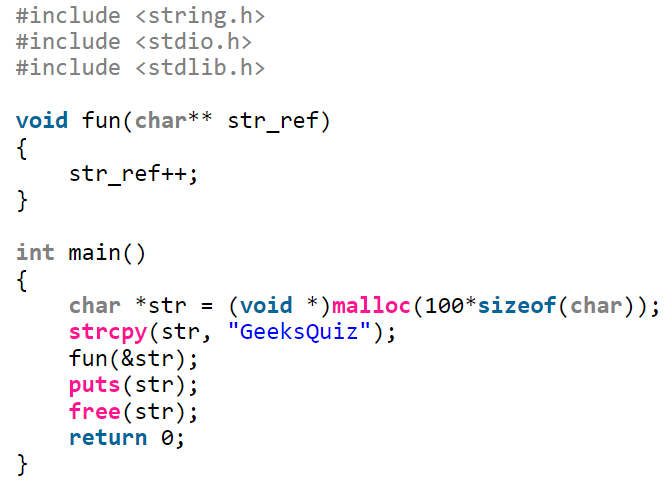 #include <string.h>
#include <stdio.h>
#include <stdlib.h>

void fun(char** str_ref)
{
    str_ref++;
}

int main()
{
    char *str = (void *)malloc(100*sizeof(char));
    strcpy(str, "GeeksQuiz");
    fun(&str);
    puts(str);
    free(str);
    return 0;
}